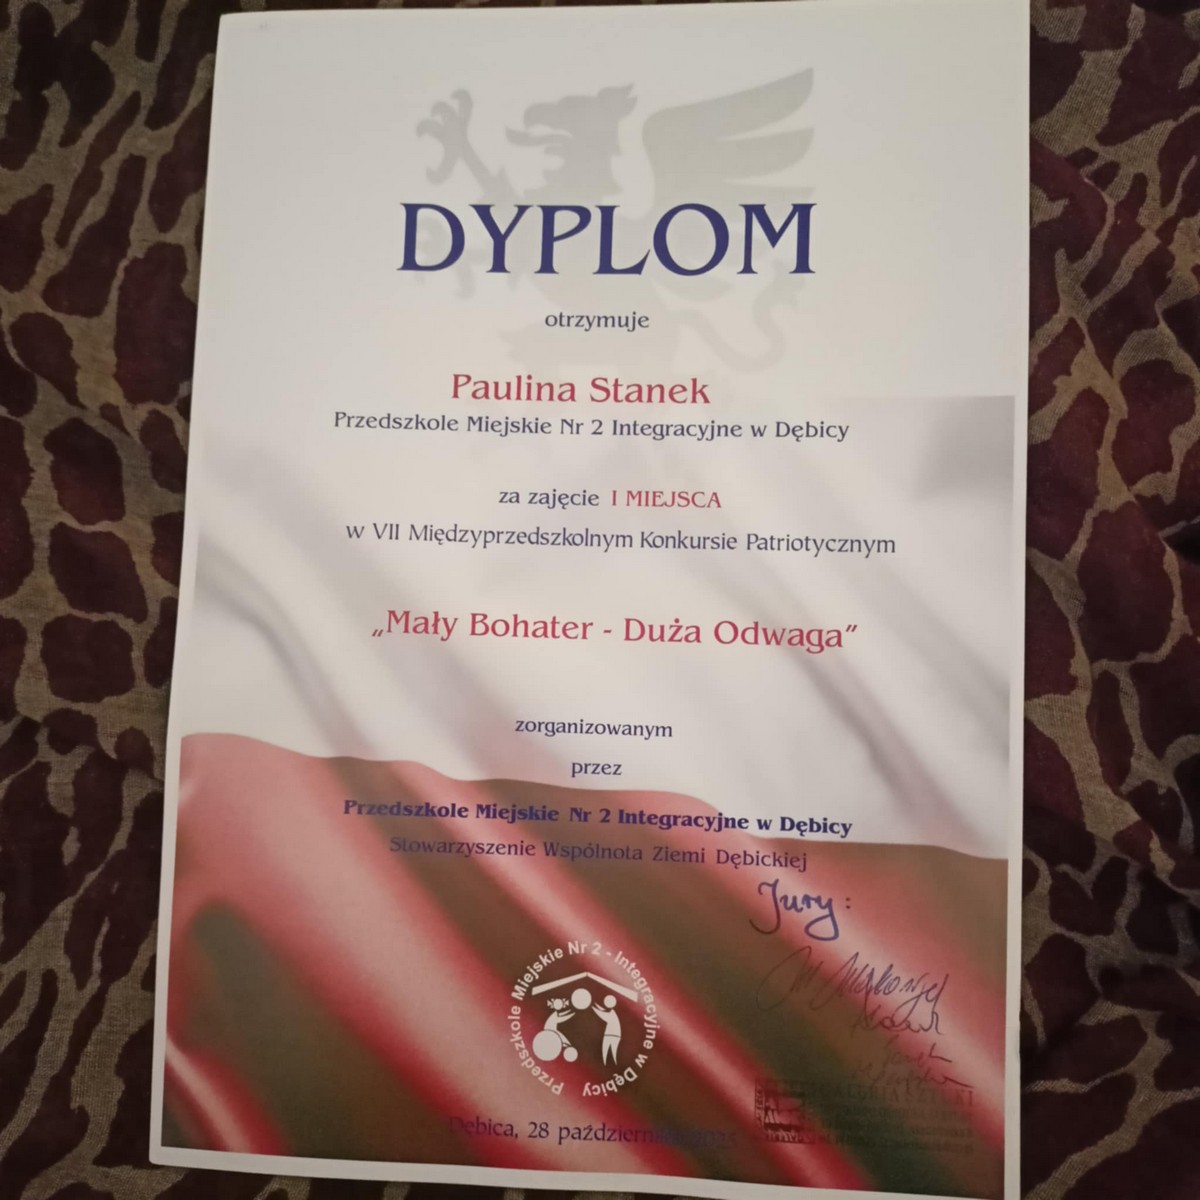 DYPLOM
otrzymuje
Paulina Stanek
Przedszkole Miejskie Nr 2 Integracyjne w Dębicy
za zajęcie I MIEJSCA
w VII Międzyprzedszkolnym Konkursie Patriotycznym
„Mały Bohater - Duża Odwaga”
zorganizowanym
przez
Przedszkole Miejskie Nr 2 Integracyjne w Dębicy
Stowarzyszenie Wspólnota Ziemi Dębickiej
Jury:
Przedszkole Miejskie Nr 2 - Integracyjne w Dębicy
Dębica, 28 października